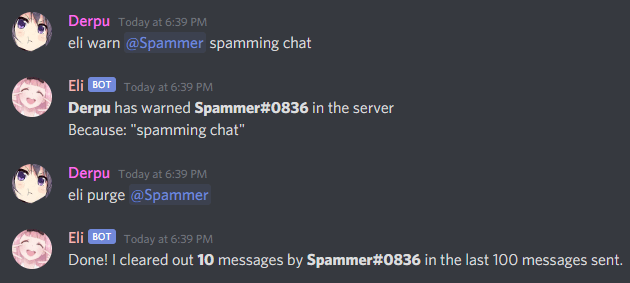 Derpu Today at 6:39 PM
eli warn @Spammer spamming chat
Eli BOT Today at 6:39 PM
Derpu has warned Spammer#0836 in the server
Because: "spamming chat"
Derpu Today at 6:39 PM
eli purge @Spammer
Eli BOT Today at 6:39 PM
Done! I cleared out 10 messages by Spammer#0836 in the last 100 messages sent.